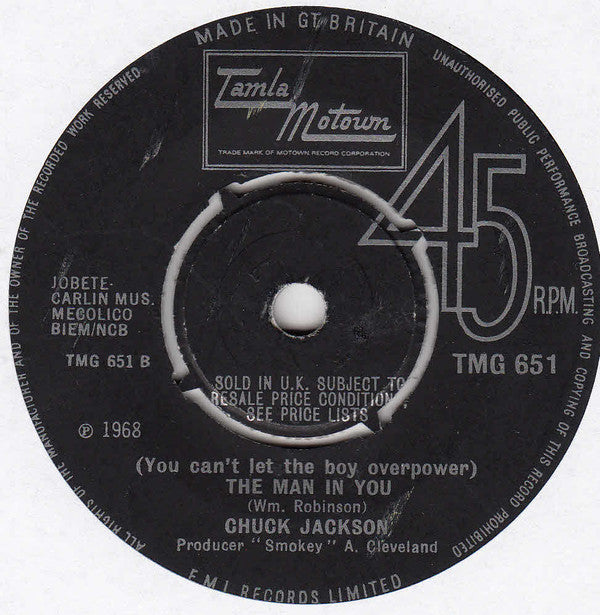 MADE IN GT BRITAIN
UNAUTHORISED PUBLIC PERFORMANCE BROADCASTING AND COPYING OF THIS RECORD PROHIBITED
ALL RIGHTS OF THE MANUFACTURER AND OF THE OWNER OF THE RECORDED WORK RESERVED
Tamla
Motown
TRADE MARK OF MOTOWN RECORD CORPORATION
45
R.P.M.
JOBETE-
CARLIN MUS.
MECOLICO
BIEM/NCB
TMG 651 B
TMG 651
SOLD IN U.K. SUBJECT TO
RESALE PRICE CONDITIONS
SEE PRICE LISTS
℗ 1968
(You can't let the boy overpower)
THE MAN IN YOU
(Wm. Robinson)
CHUCK JACKSON
Producer "Smokey" A. Cleveland
E.M.I. RECORDS LIMITED